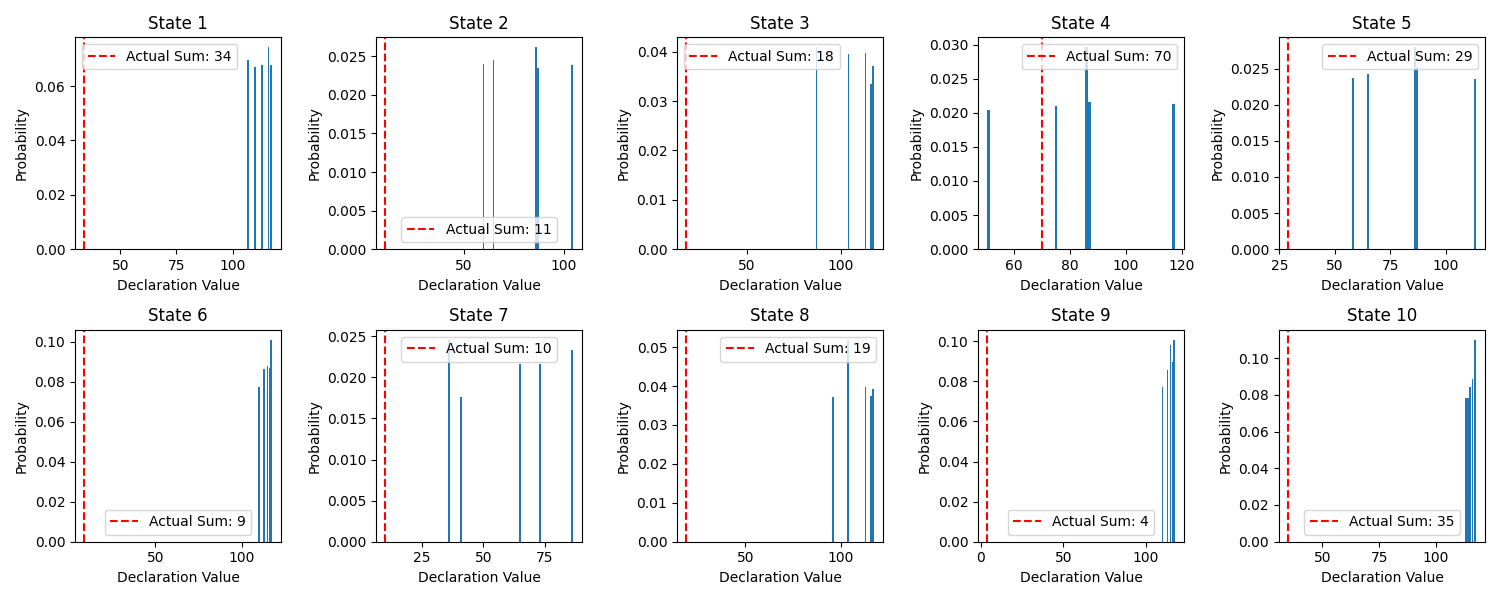 State 1
State 2
State 3
State 4
State 5
Actual Sum: 34
Actual Sum: 11
Actual Sum: 18
Actual Sum: 70
Actual Sum: 29
0.06
0.04
0.02
0.00
0.025
0.020
0.015
0.010
0.005
0.000
0.04
0.03
0.02
0.01
0.00
0.030
0.025
0.020
0.015
0.010
0.005
0.000
0.025
0.020
0.015
0.010
0.005
0.000
Probability
Probability
Probability
Probability
Probability
50 75 100
50 100
50 100
60 80 100 120
25 50 75 100
Declaration Value
Declaration Value
Declaration Value
Declaration Value
Declaration Value
State 6
State 7
State 8
State 9
State 10
Actual Sum: 9
Actual Sum: 10
Actual Sum: 19
Actual Sum: 4
Actual Sum: 35
0.10
0.08
0.06
0.04
0.02
0.00
0.025
0.020
0.015
0.010
0.005
0.000
0.05
0.04
0.03
0.02
0.01
0.00
0.10
0.08
0.06
0.04
0.02
0.00
0.10
0.08
0.06
0.04
0.02
0.00
Probability
Probability
Probability
Probability
Probability
50 100
25 50 75
50 100
0 50 100
50 75 100
Declaration Value
Declaration Value
Declaration Value
Declaration Value
Declaration Value